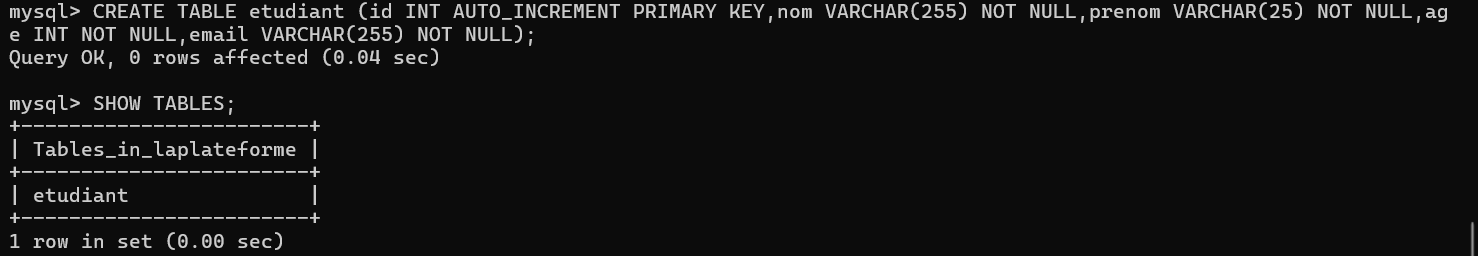 mysql> CREATE TABLE etudiant (id INT AUTO_INCREMENT PRIMARY KEY,nom VARCHAR(255) NOT NULL,prenom VARCHAR(25) NOT NULL,ag
e INT NOT NULL,email VARCHAR(255) NOT NULL);
Query OK, 0 rows affected (0.04 sec)

mysql> SHOW TABLES;
+------------------------+
| Tables_in_laplateforme |
+------------------------+
| etudiant               |
+------------------------+
1 row in set (0.00 sec)